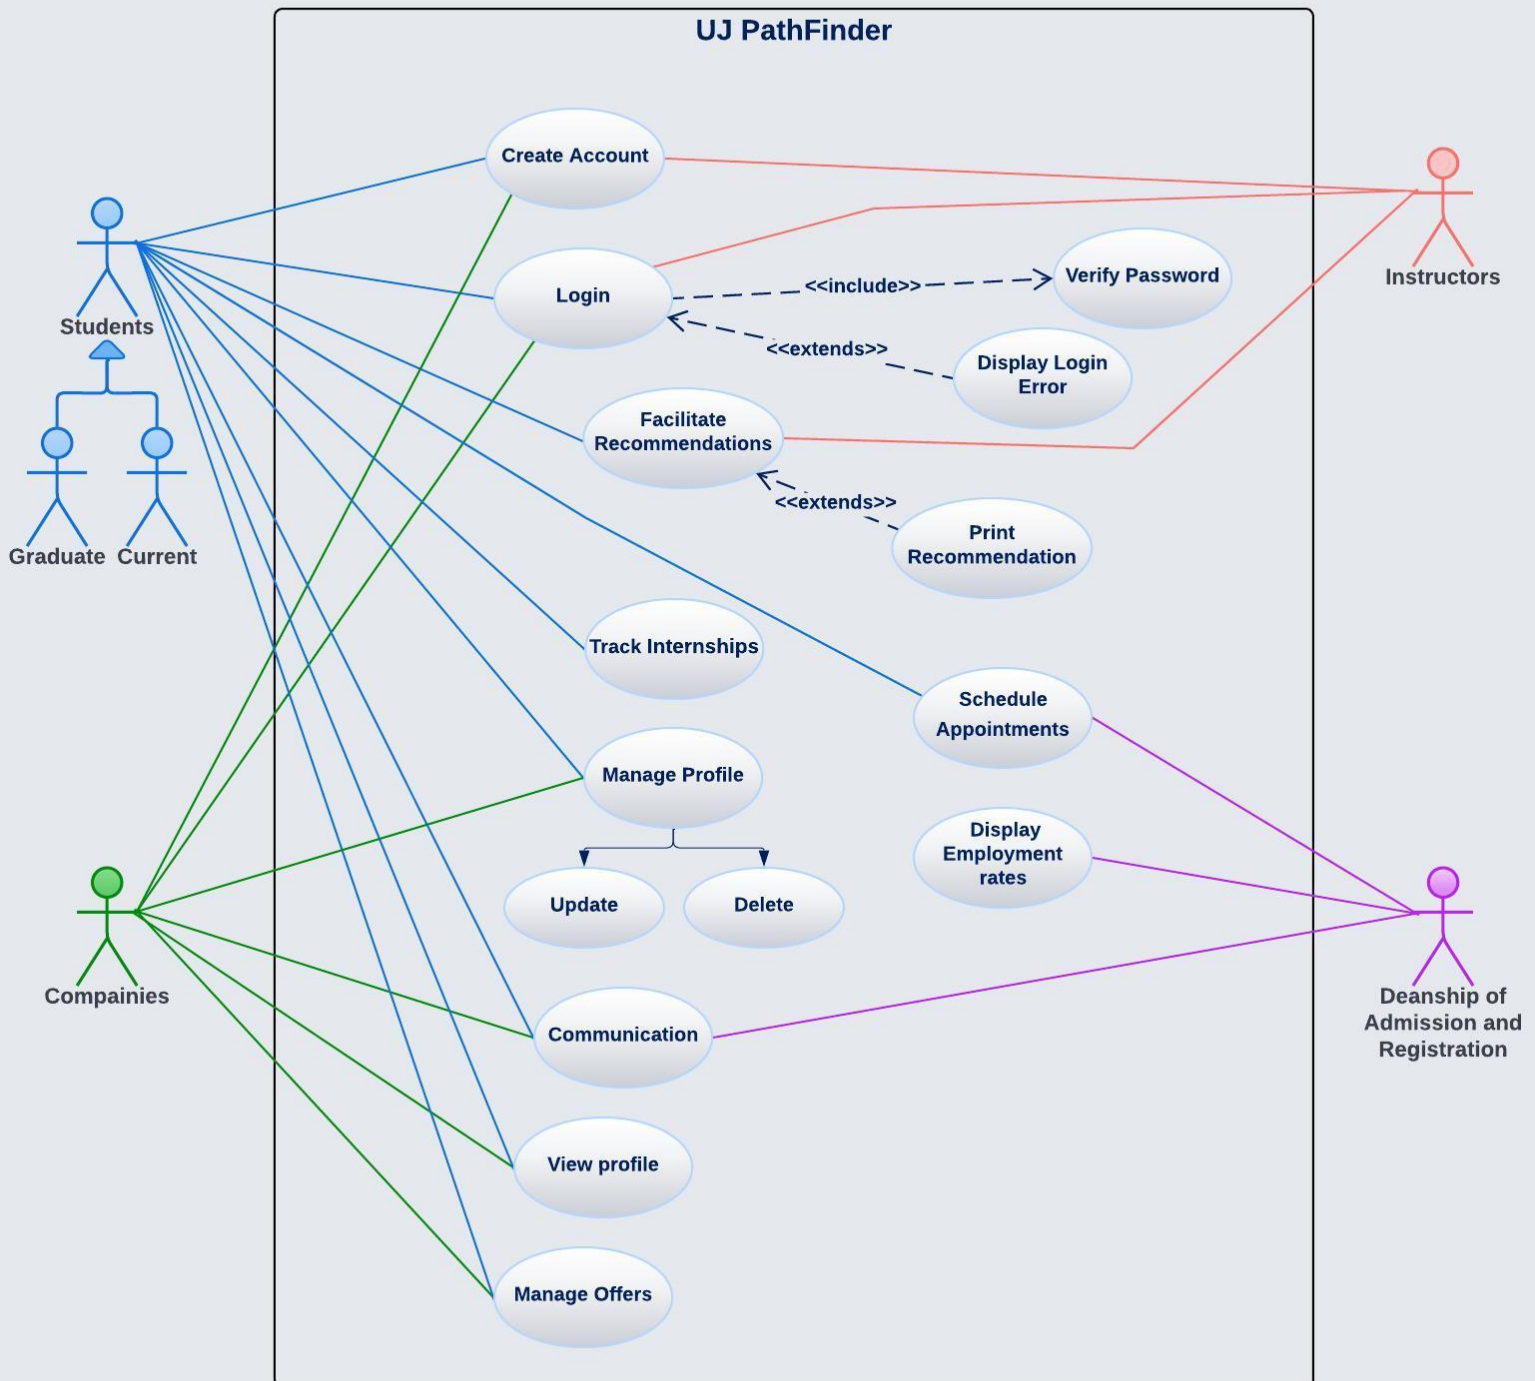 UJ PathFinder
Create Account
Instructors
Login
<<include>>
Verify Password
Students
<<extends>>
Display Login
Error
Facilitate
Recommendations
<<extends>>
Print
Recommendation
Graduate
Current
Track Internships
Schedule
Appointments
Manage Profile
Display
Employment
rates
Update
Delete
Compainies
Deanship of
Admission and
Registration
Communication
View profile
Manage Offers